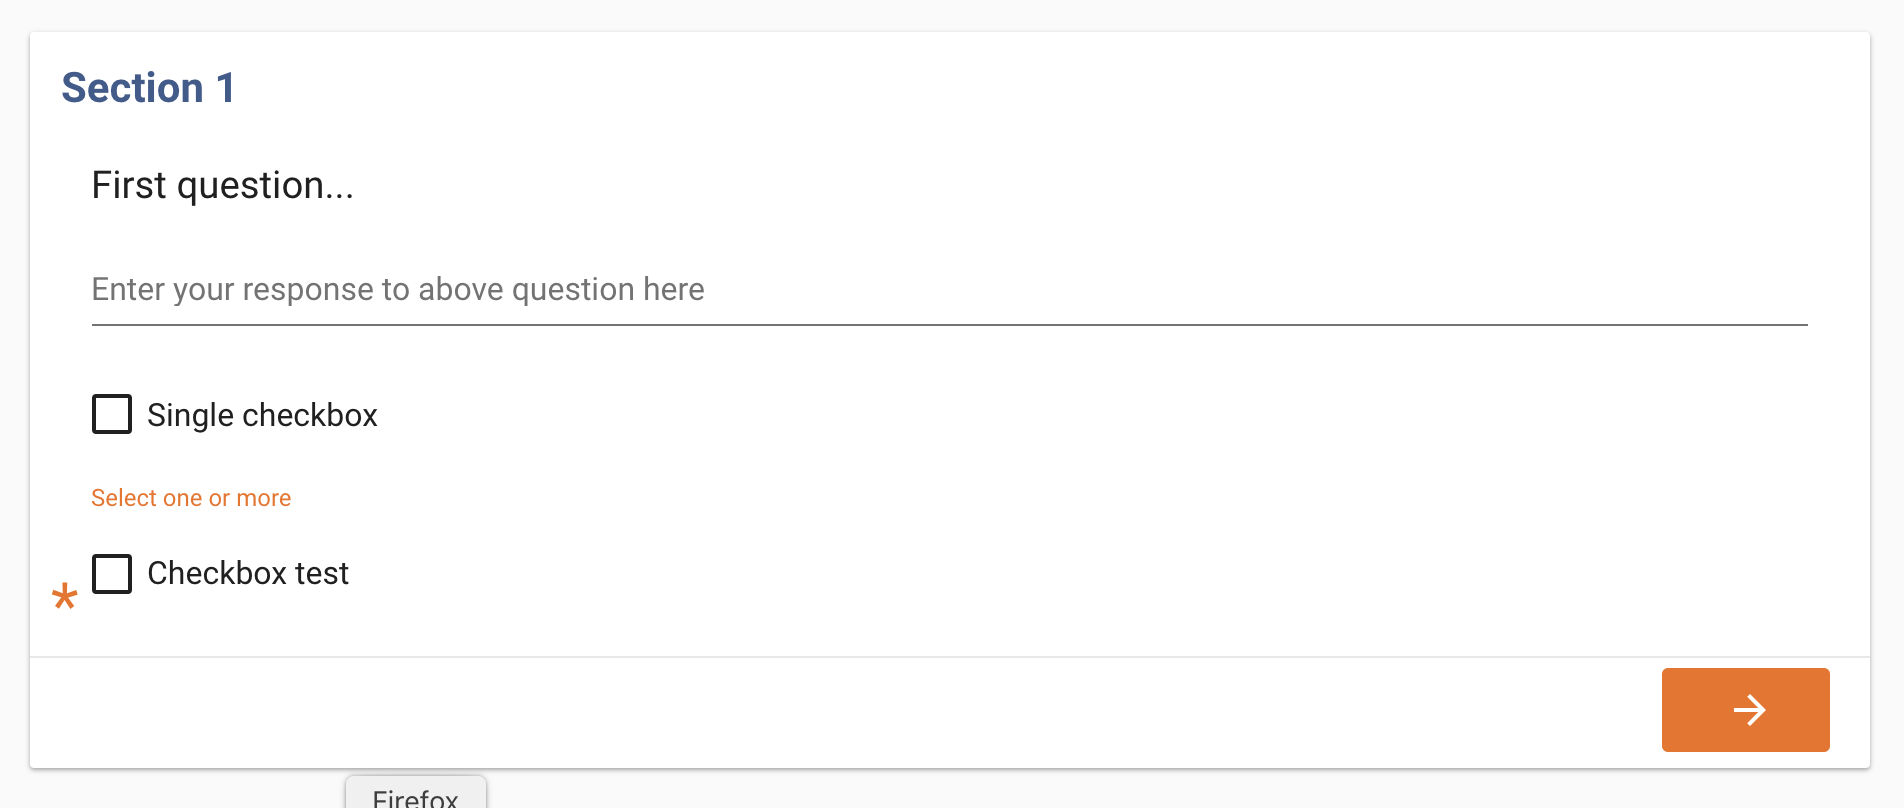 Section 1
First question...
Enter your response to above question here
Single checkbox
Select one or more
* Checkbox test
Firefox